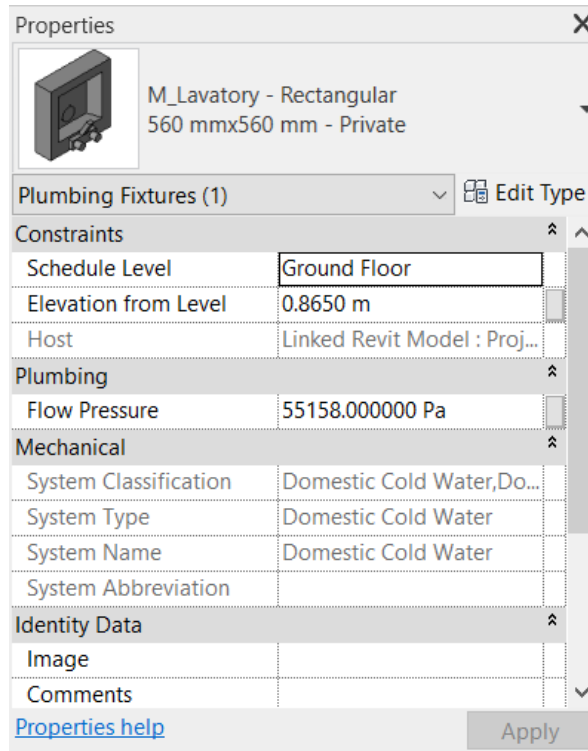 Properties
M_Lavatory - Rectangular
560 mmx560 mm - Private
Plumbing Fixtures (1)
Edit Type
Constraints
Schedule Level Ground Floor
Elevation from Level 0.8650 m
Host Linked Revit Model : Proj...
Plumbing
Flow Pressure 55158.000000 Pa
Mechanical
System Classification Domestic Cold Water,Do...
System Type Domestic Cold Water
System Name Domestic Cold Water
System Abbreviation
Identity Data
Image
Comments
Properties help
Apply